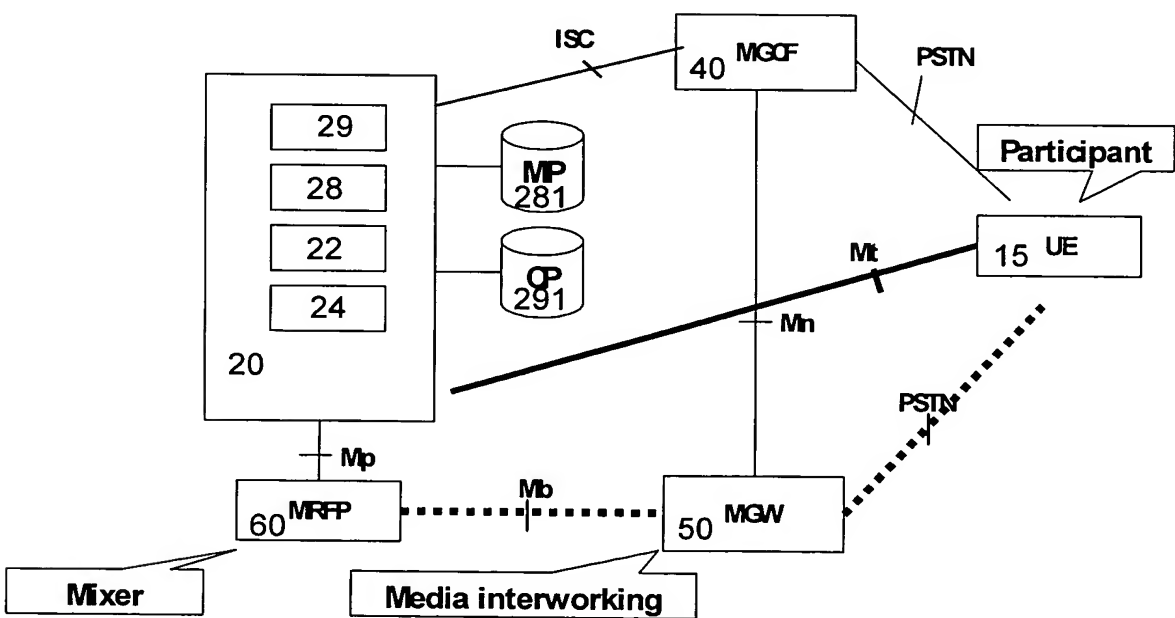 ISC
40 MGCF
PSTN
29
28
22
24
20
MP
281
CP
291
Participant
15 UE
Mt
Mn
PSTN
Mp
60 MRFP
Mb
50 MGW
Mixer
Media interworking